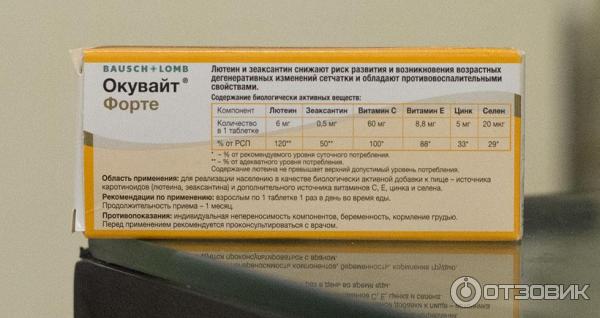 BAUSCH + LOMB
Окувайт®
Форте
Лютеин и зеаксантин снижают риск развития и возникновения возрастных
дегенеративных изменений сетчатки и обладают противовоспалительными
свойствами.
Содержание биологически активных веществ:
Компонент Лютеин Зеаксантин Витамин С Витамин Е Цинк Селен
Количество
в 1 таблетке 6 мг 0,5 мг 60 мг 8,8 мг 5 мг 20 мкг
% от РСП 120** 50** 100* 88* 33* 29*
* – % от рекомендуемого уровня суточного потребления.
** – % от адекватного уровня потребления.
Содержание лютеина не превышает верхний допустимый уровень потребления.
Область применения: для реализации населению в качестве биологически активной добавки к пище – источника
каротиноидов (лютеина, зеаксантина) и дополнительного источника витаминов С, Е, цинка и селена.
Рекомендации по применению: взрослым по 1 таблетке 1 раз в день во время еды.
Продолжительность приема – 1 месяц.
Противопоказания: индивидуальная непереносимость компонентов, беременность, кормление грудью.
Перед применением рекомендуется проконсультироваться с врачом.
ОТЗОВИК